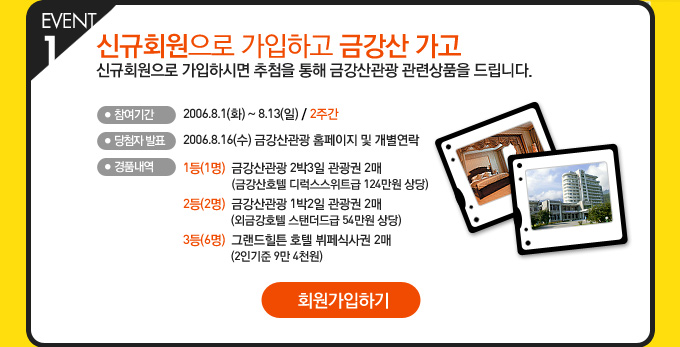 EVENT
1
신규회원으로 가입하고 금강산 가고
신규회원으로 가입하시면 추첨을 통해 금강산관광 관련상품을 드립니다.
참여기간 2006.8.1(화) ~ 8.13(일) / 2주간
당첨자 발표 2006.8.16(수) 금강산관광 홈페이지 및 개별연락
경품내역 1등(1명) 금강산관광 2박3일 관광권 2매
(금강산호텔 디럭스스위트급 124만원 상당)
2등(2명) 금강산관광 1박2일 관광권 2매
(외금강호텔 스탠더드급 54만원 상당)
3등(6명) 그랜드힐튼 호텔 뷔페식사권 2매
(2인기준 9만 4천원)
회원가입하기